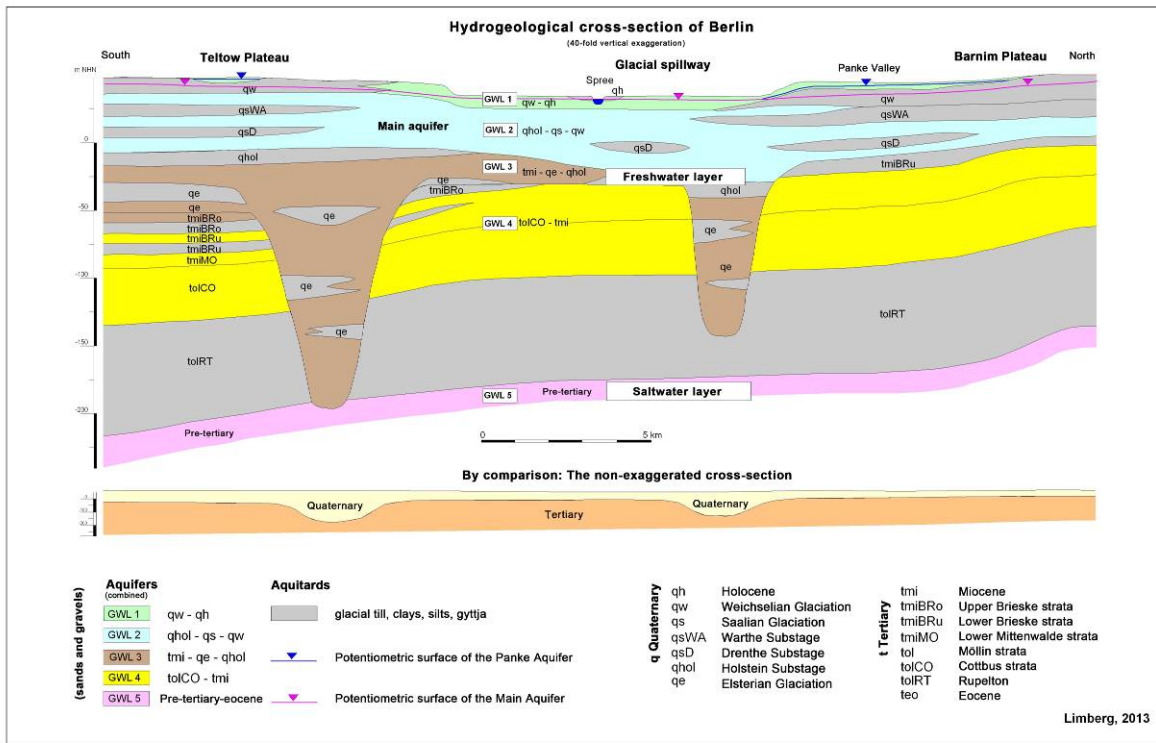 Hydrogeological cross-section of Berlin
(40-fold vertical exaggeration)
South
Teltow Plateau
Glacial spillway
Barnim Plateau
North
m NHN
Spree
Panke Valley
qh
qw
GWL 1
qw - qh
qw
qsWA
qsWA
Main aquifer
GWL 2
qhol - qs - qw
qsD
qsD
qsD
0
qhol
GWL 3
tmi - qe - qhol
Freshwater layer
tmiBRu
qe
qe
tmiBRo
qhol
-50
qe
qe
tmiBRo
tmiBRo
GWL 4
tolCO - tmi
qe
tmiBRu
tmiBRu
tmiMO
qe
-100
qe
tolCO
qe
tolRT
-150
tolRT
GWL 5
Pre-tertiary
Saltwater layer
-200
Pre-tertiary
0
5 km
By comparison: The non-exaggerated cross-section
Quaternary
Quaternary
Tertiary
(sands and gravels)
Aquifers
(combined)
GWL 1
qw - qh
GWL 2
qhol - qs - qw
GWL 3
tmi - qe - qhol
GWL 4
tolCO - tmi
GWL 5
Pre-tertiary-eocene
Aquitards
glacial till, clays, silts, gyttja
Potentiometric surface of the Panke Aquifer
Potentiometric surface of the Main Aquifer
q Quaternary
qh Holocene
qw Weichselian Glaciation
qs Saalian Glaciation
qsWA Warthe Substage
qsD Drenthe Substage
qhol Holstein Substage
qe Elsterian Glaciation
t Tertiary
tmi Miocene
tmiBRo Upper Brieske strata
tmiBRu Lower Brieske strata
tmiMO Lower Mittenwalde strata
tol Möllin strata
tolCO Cottbus strata
tolRT Rupelton
teo Eocene
Limberg, 2013